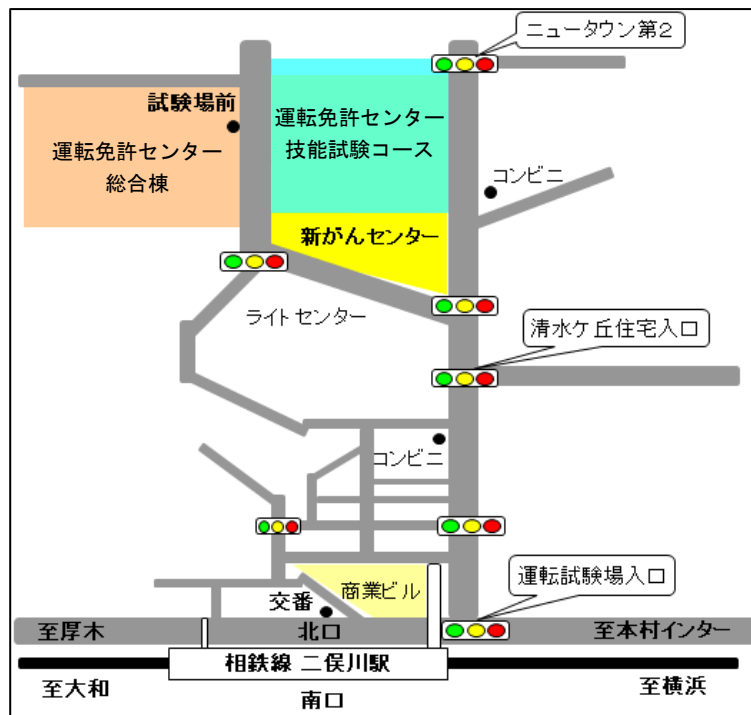 ニュータウン第2
試験場前
運転免許センター
総合棟
運転免許センター
技能試験コース
コンビニ
新がんセンター
ライトセンター
清水ケ丘住宅入口
コンビニ
運転試験場入口
商業ビル
交番
至厚木
北口
至本村インター
相鉄線 二俣川駅
至大和
至横浜
南口